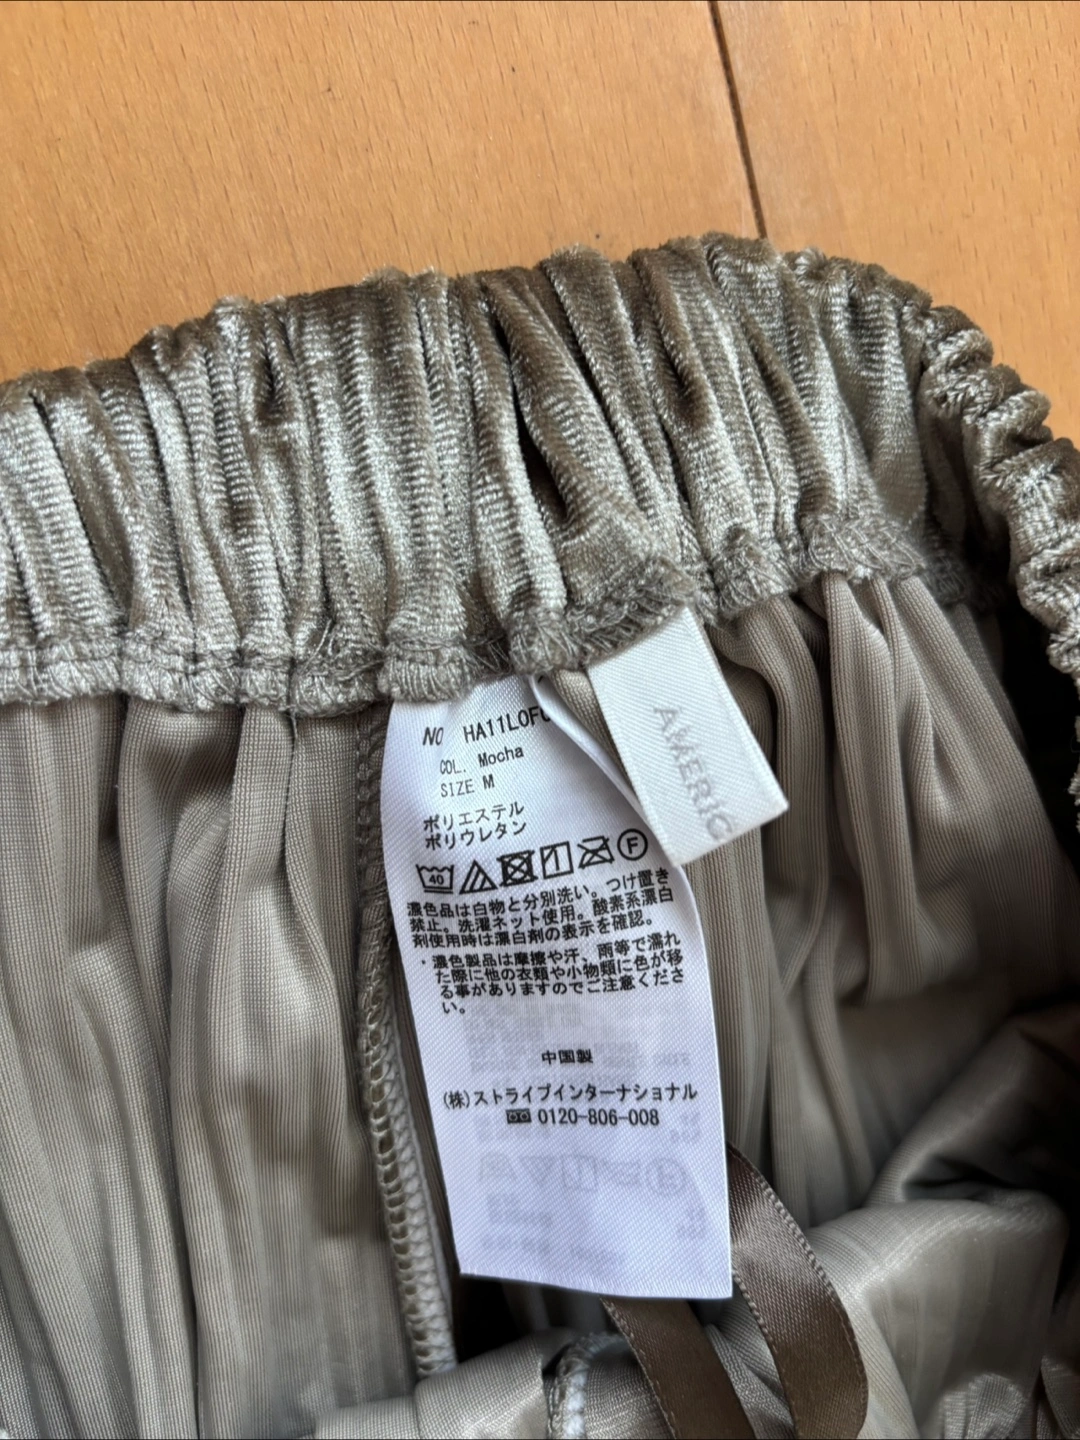 NO HA11L0F
COL. Mocha
SIZE M
ポリエステル
ポリウレタン
40 F
濃色品は白物と分別洗い。つけ置き
禁止。洗濯ネット使用。酸素系漂白
剤使用時は漂白剤の表示を確認。
・濃色製品は摩擦や汗、雨等で濡れ
た際に他の衣類や小物類に色が移
る事がありますのでご注意くださ
い。
中国製
(株)ストライプインターナショナル
0120-806-008
AMERIC